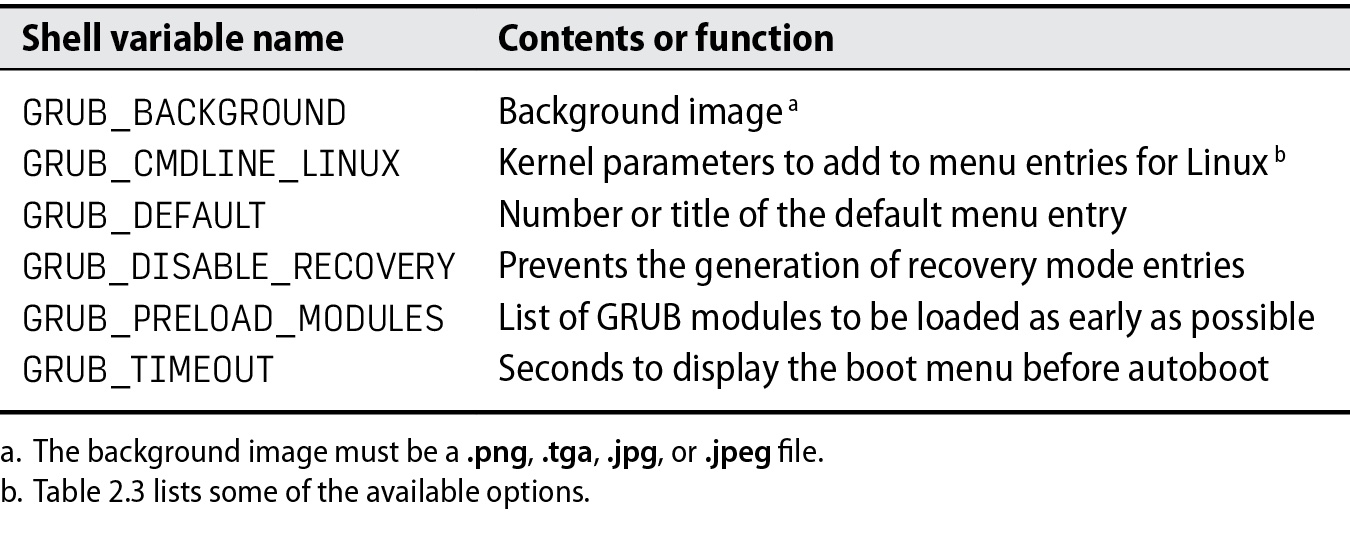 Shell variable name Contents or function
GRUB_BACKGROUND Background image a
GRUB_CMDLINE_LINUX Kernel parameters to add to menu entries for Linux b
GRUB_DEFAULT Number or title of the default menu entry
GRUB_DISABLE_RECOVERY Prevents the generation of recovery mode entries
GRUB_PRELOAD_MODULES List of GRUB modules to be loaded as early as possible
GRUB_TIMEOUT Seconds to display the boot menu before autoboot
a. The background image must be a .png, .tga, .jpg, or .jpeg file.
b. Table 2.3 lists some of the available options.